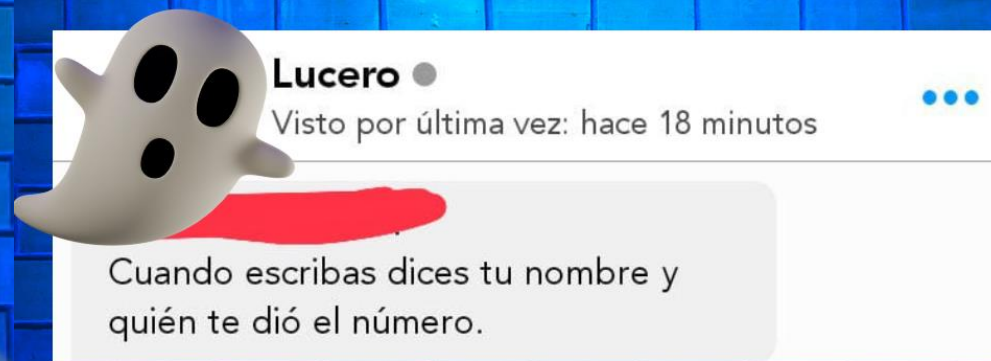 Lucero
Visto por última vez: hace 18 minutos
Cuando escribas dices tu nombre y
quién te dió el número.